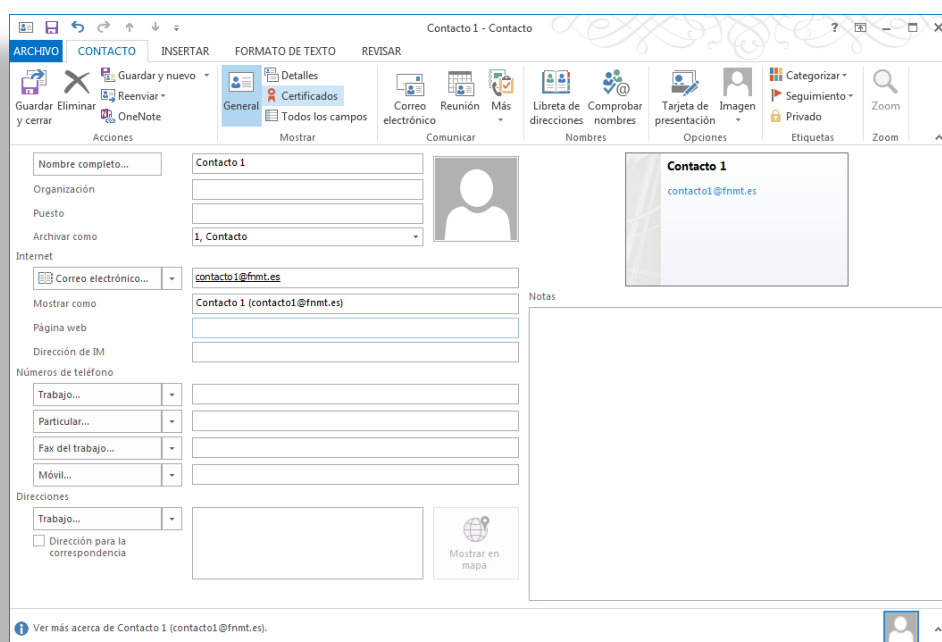 Contacto 1 - Contacto
ARCHIVO CONTACTO INSERTAR FORMATO DE TEXTO REVISAR
Guardar y cerrar
Eliminar
Guardar y nuevo
Reenviar
OneNote
Acciones
General
Detalles
Certificados
Todos los campos
Mostrar
Correo electrónico
Reunión
Más
Comunicar
Libreta de direcciones
Comprobar nombres
Nombres
Tarjeta de presentación
Imagen
Opciones
Categorizar
Seguimiento
Privado
Etiquetas
Zoom
Zoom
Nombre completo... Contacto 1
Organización
Puesto
Archivar como 1, Contacto
Internet
Correo electrónico... contacto1@fnmt.es
Mostrar como Contacto 1 (contacto1@fnmt.es)
Página web
Dirección de IM
Números de teléfono
Trabajo...
Particular...
Fax del trabajo...
Móvil...
Direcciones
Trabajo...
Dirección para la
correspondencia
Mostrar en
mapa
Contacto 1
contacto1@fnmt.es
Notas
Ver más acerca de Contacto 1 (contacto1@fnmt.es).